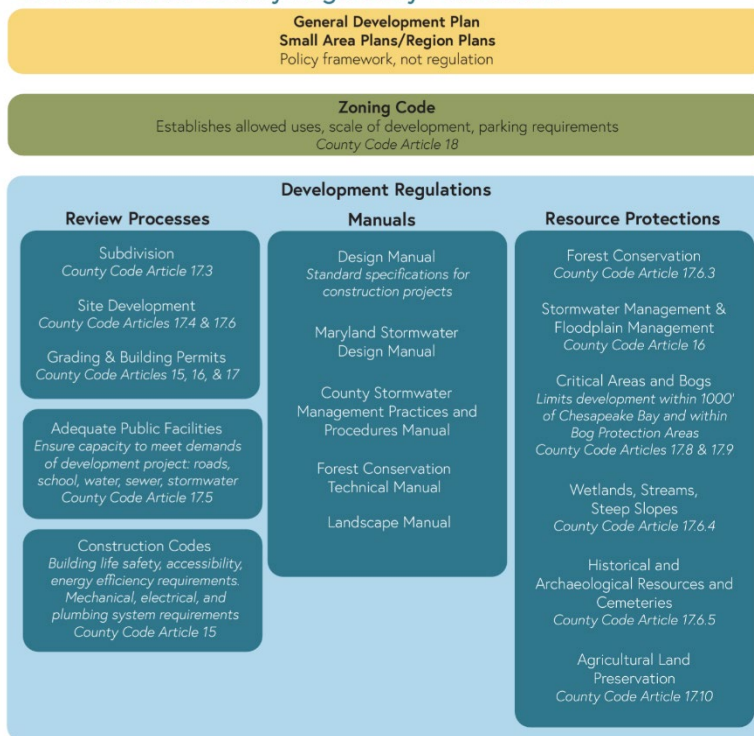 General Development Plan
Small Area Plans/Region Plans
Policy framework, not regulation
Zoning Code
Establishes allowed uses, scale of development, parking requirements
County Code Article 18
Development Regulations
Review Processes
Subdivision
County Code Article 17.3
Site Development
County Code Articles 17.4 & 17.6
Grading & Building Permits
County Code Articles 15, 16, & 17
Adequate Public Facilities
Ensure capacity to meet demands
of development project: roads,
school, water, sewer, stormwater
County Code Article 17.5
Construction Codes
Building life safety, accessibility,
energy efficiency requirements.
Mechanical, electrical, and
plumbing system requirements
County Code Article 15
Manuals
Design Manual
Standard specifications for
construction projects
Maryland Stormwater
Design Manual
County Stormwater
Management Practices and
Procedures Manual
Forest Conservation
Technical Manual
Landscape Manual
Resource Protections
Forest Conservation
County Code Article 17.6.3
Stormwater Management &
Floodplain Management
County Code Article 16
Critical Areas and Bogs
Limits development within 1000'
of Chesapeake Bay and within
Bog Protection Areas
County Code Articles 17.8 & 17.9
Wetlands, Streams,
Steep Slopes
County Code Article 17.6.4
Historical and
Archaeological Resources and
Cemeteries
County Code Article 17.6.5
Agricultural Land
Preservation
County Code Article 17.10